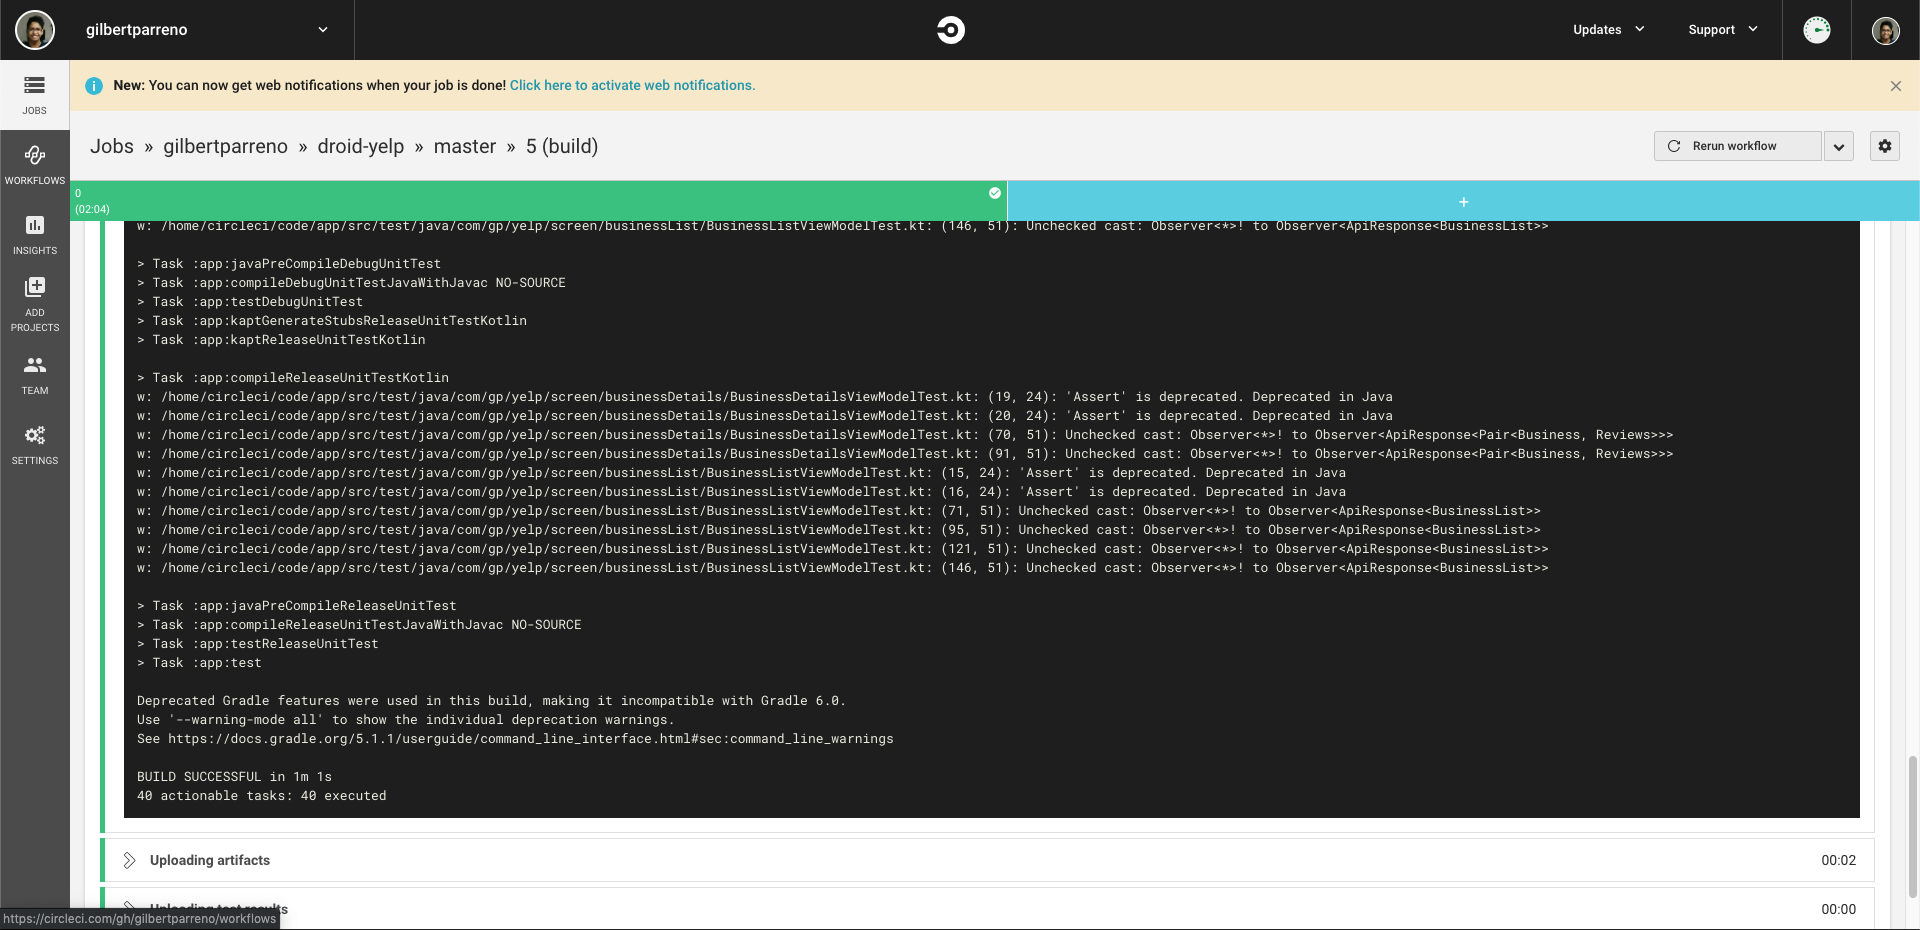 gilbertparreno
Updates
Support
JOBS
New: You can now get web notifications when your job is done! Click here to activate web notifications.
Jobs » gilbertparreno » droid-yelp » master » 5 (build)
Rerun workflow
WORKFLOWS
INSIGHTS
ADD
PROJECTS
TEAM
SETTINGS
0
(02:04)
+
w: /home/circleci/code/app/src/test/java/com/gp/yelp/screen/businessList/BusinessListViewModelTest.kt: (146, 51): Unchecked cast: Observer<*>! to Observer<ApiResponse<BusinessList>>
> Task :app:javaPreCompileDebugUnitTest
> Task :app:compileDebugUnitTestJavaWithJavac NO-SOURCE
> Task :app:testDebugUnitTest
> Task :app:kaptGenerateStubsReleaseUnitTestKotlin
> Task :app:kaptReleaseUnitTestKotlin
> Task :app:compileReleaseUnitTestKotlin
w: /home/circleci/code/app/src/test/java/com/gp/yelp/screen/businessDetails/BusinessDetailsViewModelTest.kt: (19, 24): 'Assert' is deprecated. Deprecated in Java
w: /home/circleci/code/app/src/test/java/com/gp/yelp/screen/businessDetails/BusinessDetailsViewModelTest.kt: (20, 24): 'Assert' is deprecated. Deprecated in Java
w: /home/circleci/code/app/src/test/java/com/gp/yelp/screen/businessDetails/BusinessDetailsViewModelTest.kt: (70, 51): Unchecked cast: Observer<*>! to Observer<ApiResponse<Pair<Business, Reviews>>>
w: /home/circleci/code/app/src/test/java/com/gp/yelp/screen/businessDetails/BusinessDetailsViewModelTest.kt: (91, 51): Unchecked cast: Observer<*>! to Observer<ApiResponse<Pair<Business, Reviews>>>
w: /home/circleci/code/app/src/test/java/com/gp/yelp/screen/businessList/BusinessListViewModelTest.kt: (15, 24): 'Assert' is deprecated. Deprecated in Java
w: /home/circleci/code/app/src/test/java/com/gp/yelp/screen/businessList/BusinessListViewModelTest.kt: (16, 24): 'Assert' is deprecated. Deprecated in Java
w: /home/circleci/code/app/src/test/java/com/gp/yelp/screen/businessList/BusinessListViewModelTest.kt: (71, 51): Unchecked cast: Observer<*>! to Observer<ApiResponse<BusinessList>>
w: /home/circleci/code/app/src/test/java/com/gp/yelp/screen/businessList/BusinessListViewModelTest.kt: (95, 51): Unchecked cast: Observer<*>! to Observer<ApiResponse<BusinessList>>
w: /home/circleci/code/app/src/test/java/com/gp/yelp/screen/businessList/BusinessListViewModelTest.kt: (121, 51): Unchecked cast: Observer<*>! to Observer<ApiResponse<BusinessList>>
w: /home/circleci/code/app/src/test/java/com/gp/yelp/screen/businessList/BusinessListViewModelTest.kt: (146, 51): Unchecked cast: Observer<*>! to Observer<ApiResponse<BusinessList>>
> Task :app:javaPreCompileReleaseUnitTest
> Task :app:compileReleaseUnitTestJavaWithJavac NO-SOURCE
> Task :app:testReleaseUnitTest
> Task :app:test
Deprecated Gradle features were used in this build, making it incompatible with Gradle 6.0.
Use '--warning-mode all' to show the individual deprecation warnings.
See https://docs.gradle.org/5.1.1/userguide/command_line_interface.html#sec:command_line_warnings
BUILD SUCCESSFUL in 1m 1s
40 actionable tasks: 40 executed
Uploading artifacts 00:02
Uploading test results 00:00
https://circleci.com/gh/gilbertparreno/workflows